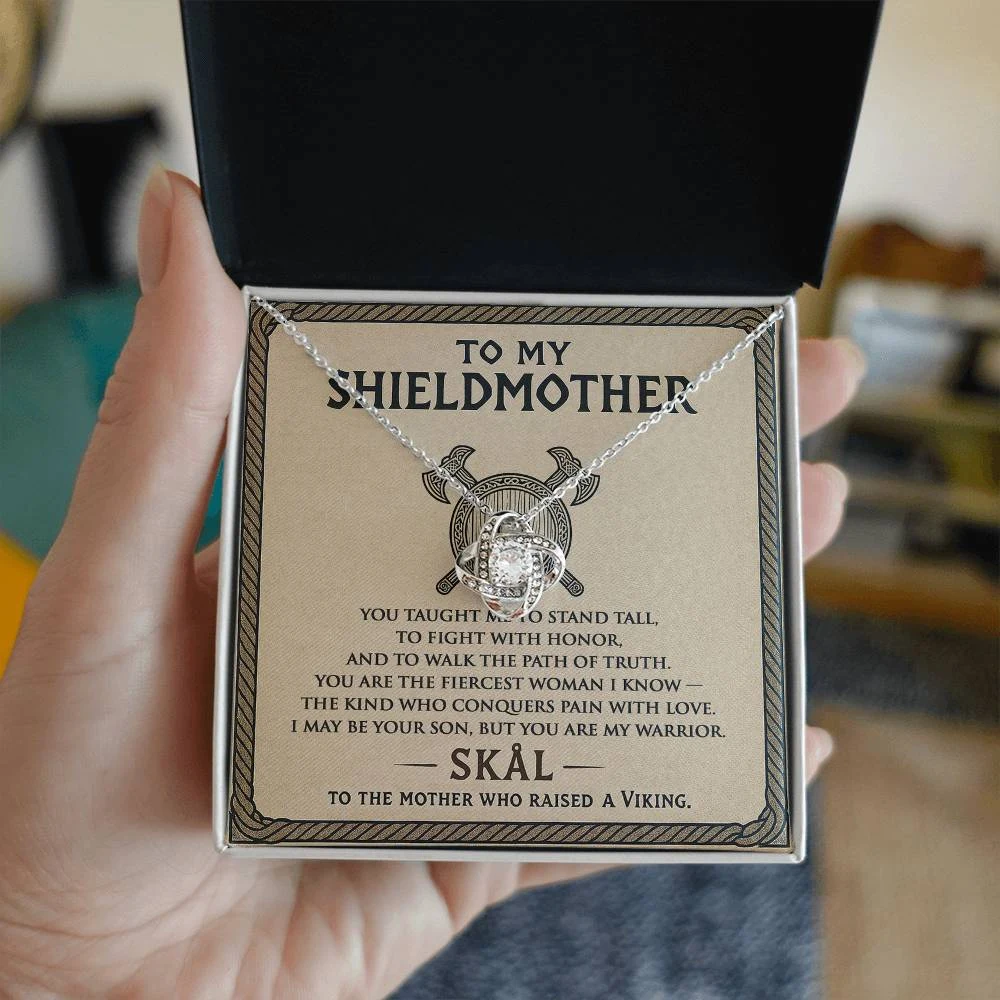 TO MY
SHIELDMOTHER
YOU TAUGHT ME TO STAND TALL,
TO FIGHT WITH HONOR,
AND TO WALK THE PATH OF TRUTH.
YOU ARE THE FIERCEST WOMAN I KNOW —
THE KIND WHO CONQUERS PAIN WITH LOVE.
I MAY BE YOUR SON, BUT YOU ARE MY WARRIOR.
— SKÅL —
TO THE MOTHER WHO RAISED A VIKING.